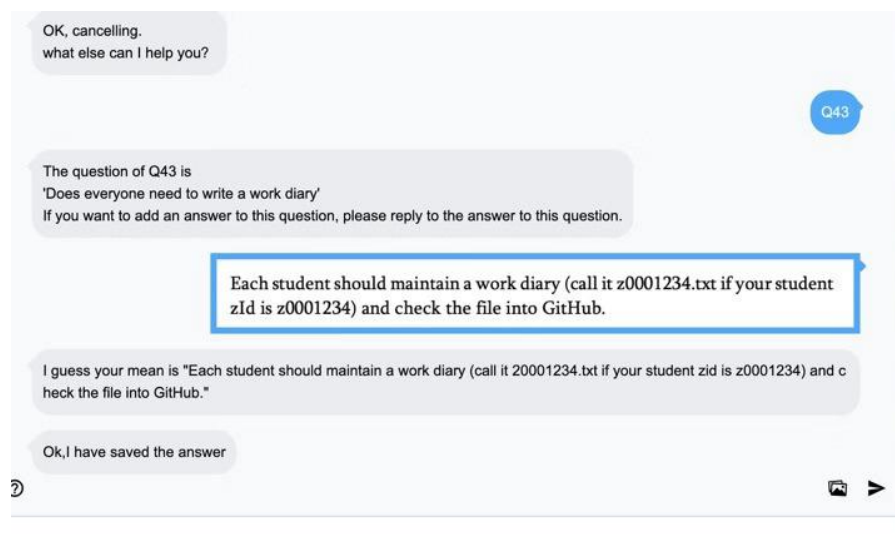 OK, cancelling.
what else can I help you?
Q43
The question of Q43 is
'Does everyone need to write a work diary'
If you want to add an answer to this question, please reply to the answer to this question.
Each student should maintain a work diary (call it z0001234.txt if your student
zId is z0001234) and check the file into GitHub.
I guess your mean is "Each student should maintain a work diary (call it 20001234.txt if your student zid is z0001234) and c
heck the file into GitHub."
Ok,I have saved the answer